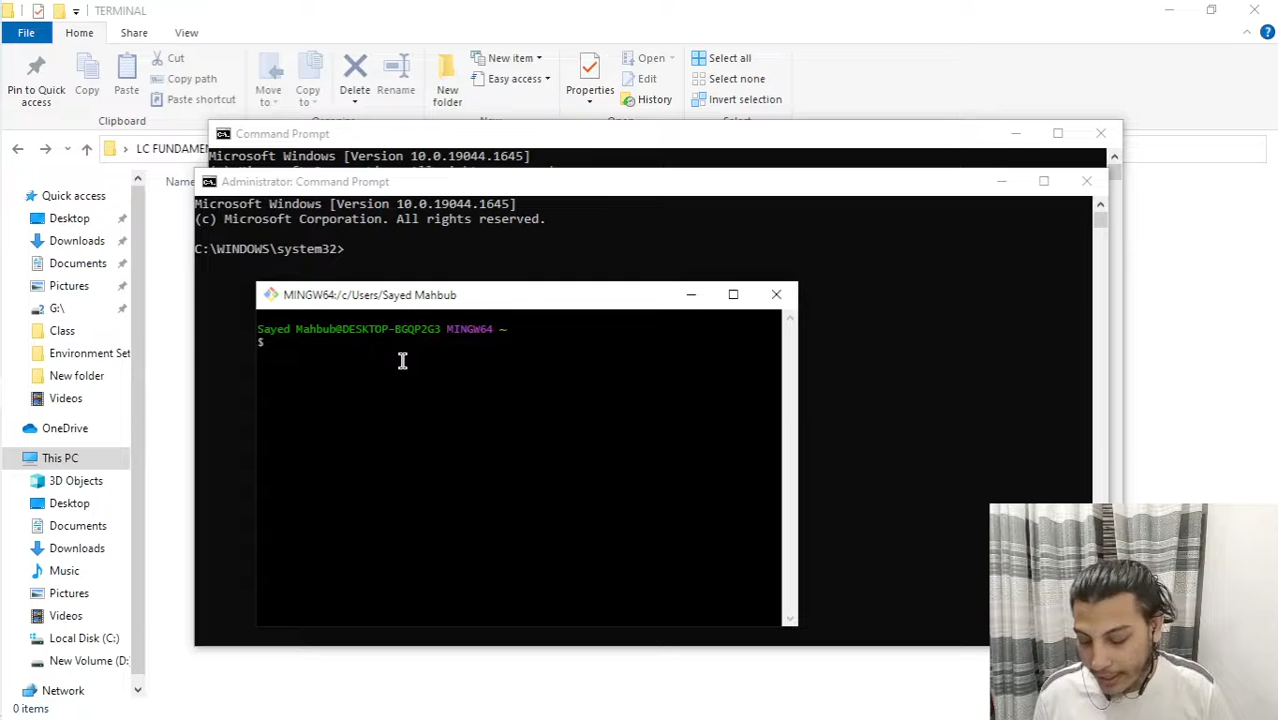 TERMINAL
File Home Share View
Pin to Quick access
Copy
Paste
Cut
Copy path
Paste shortcut
Clipboard
Move to
Copy to
Delete
Rename
New folder
New item
Easy access
Properties
Open
Edit
History
Select all
Select none
Invert selection
LC FUNDAMEN
Name
Command Prompt
Microsoft Windows [Version 10.0.19044.1645]
Administrator: Command Prompt
Microsoft Windows [Version 10.0.19044.1645]
(c) Microsoft Corporation. All rights reserved.
C:\WINDOWS\system32>
MINGW64:/c/Users/Sayed Mahbub
Sayed Mahbub@DESKTOP-BGQP2G3 MINGW64 ~
$
Quick access
Desktop
Downloads
Documents
Pictures
G:\
Class
Environment Set
New folder
Videos
OneDrive
This PC
3D Objects
Desktop
Documents
Downloads
Music
Pictures
Videos
Local Disk (C:)
New Volume (D:
Network
0 items